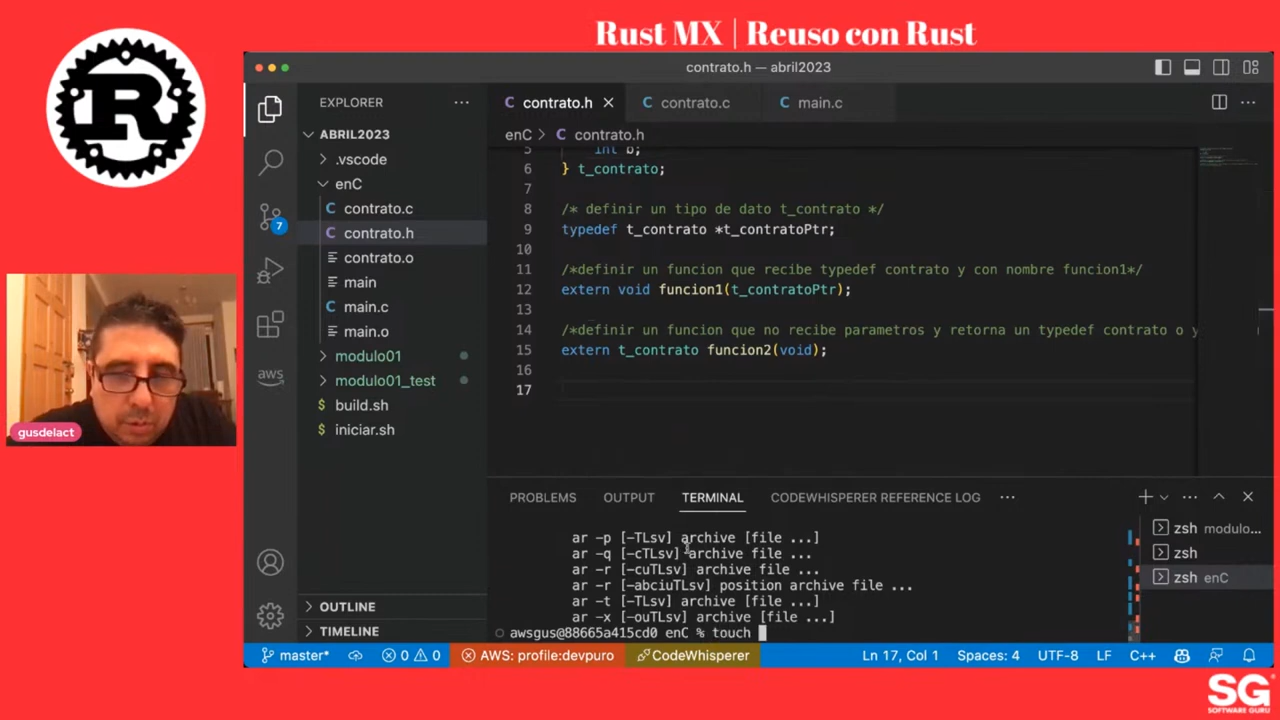 Rust MX | Reuso con Rust
R
contrato.h — abril2023
EXPLORER
contrato.h
contrato.c
main.c
ABRIL2023
enC > contrato.h
.vscode
enC
contrato.c
contrato.h
contrato.o
main
main.c
main.o
modulo01
modulo01_test
build.sh
iniciar.sh
aws
7
5 int b;
6 } t_contrato;
7
8 /* definir un tipo de dato t_contrato */
9 typedef t_contrato *t_contratoPtr;
10
11 /*definir un funcion que recibe typedef contrato y con nombre funcion1*/
12 extern void funcion1(t_contratoPtr);
13
14 /*definir un funcion que no recibe parametros y retorna un typedef contrato o y
15 extern t_contrato funcion2(void);
16
17
gusdelact
PROBLEMS OUTPUT TERMINAL CODEWHISPERER REFERENCE LOG
ar -p [-TLsv] archive [file ...]
ar -q [-cTLsv] archive file ...
ar -r [-cuTLsv] archive file ...
ar -r [-abciuTLsv] position archive file ...
ar -t [-TLsv] archive [file ...]
ar -x [-ouTLsv] archive [file ...]
awsgus@88665a415cd0 enC % touch
zsh modulo...
zsh
zsh enC
OUTLINE
TIMELINE
master* 0 0 AWS: profile:devpuro CodeWhisperer Ln 17, Col 1 Spaces: 4 UTF-8 LF C++
SG
SOFTWARE GURU